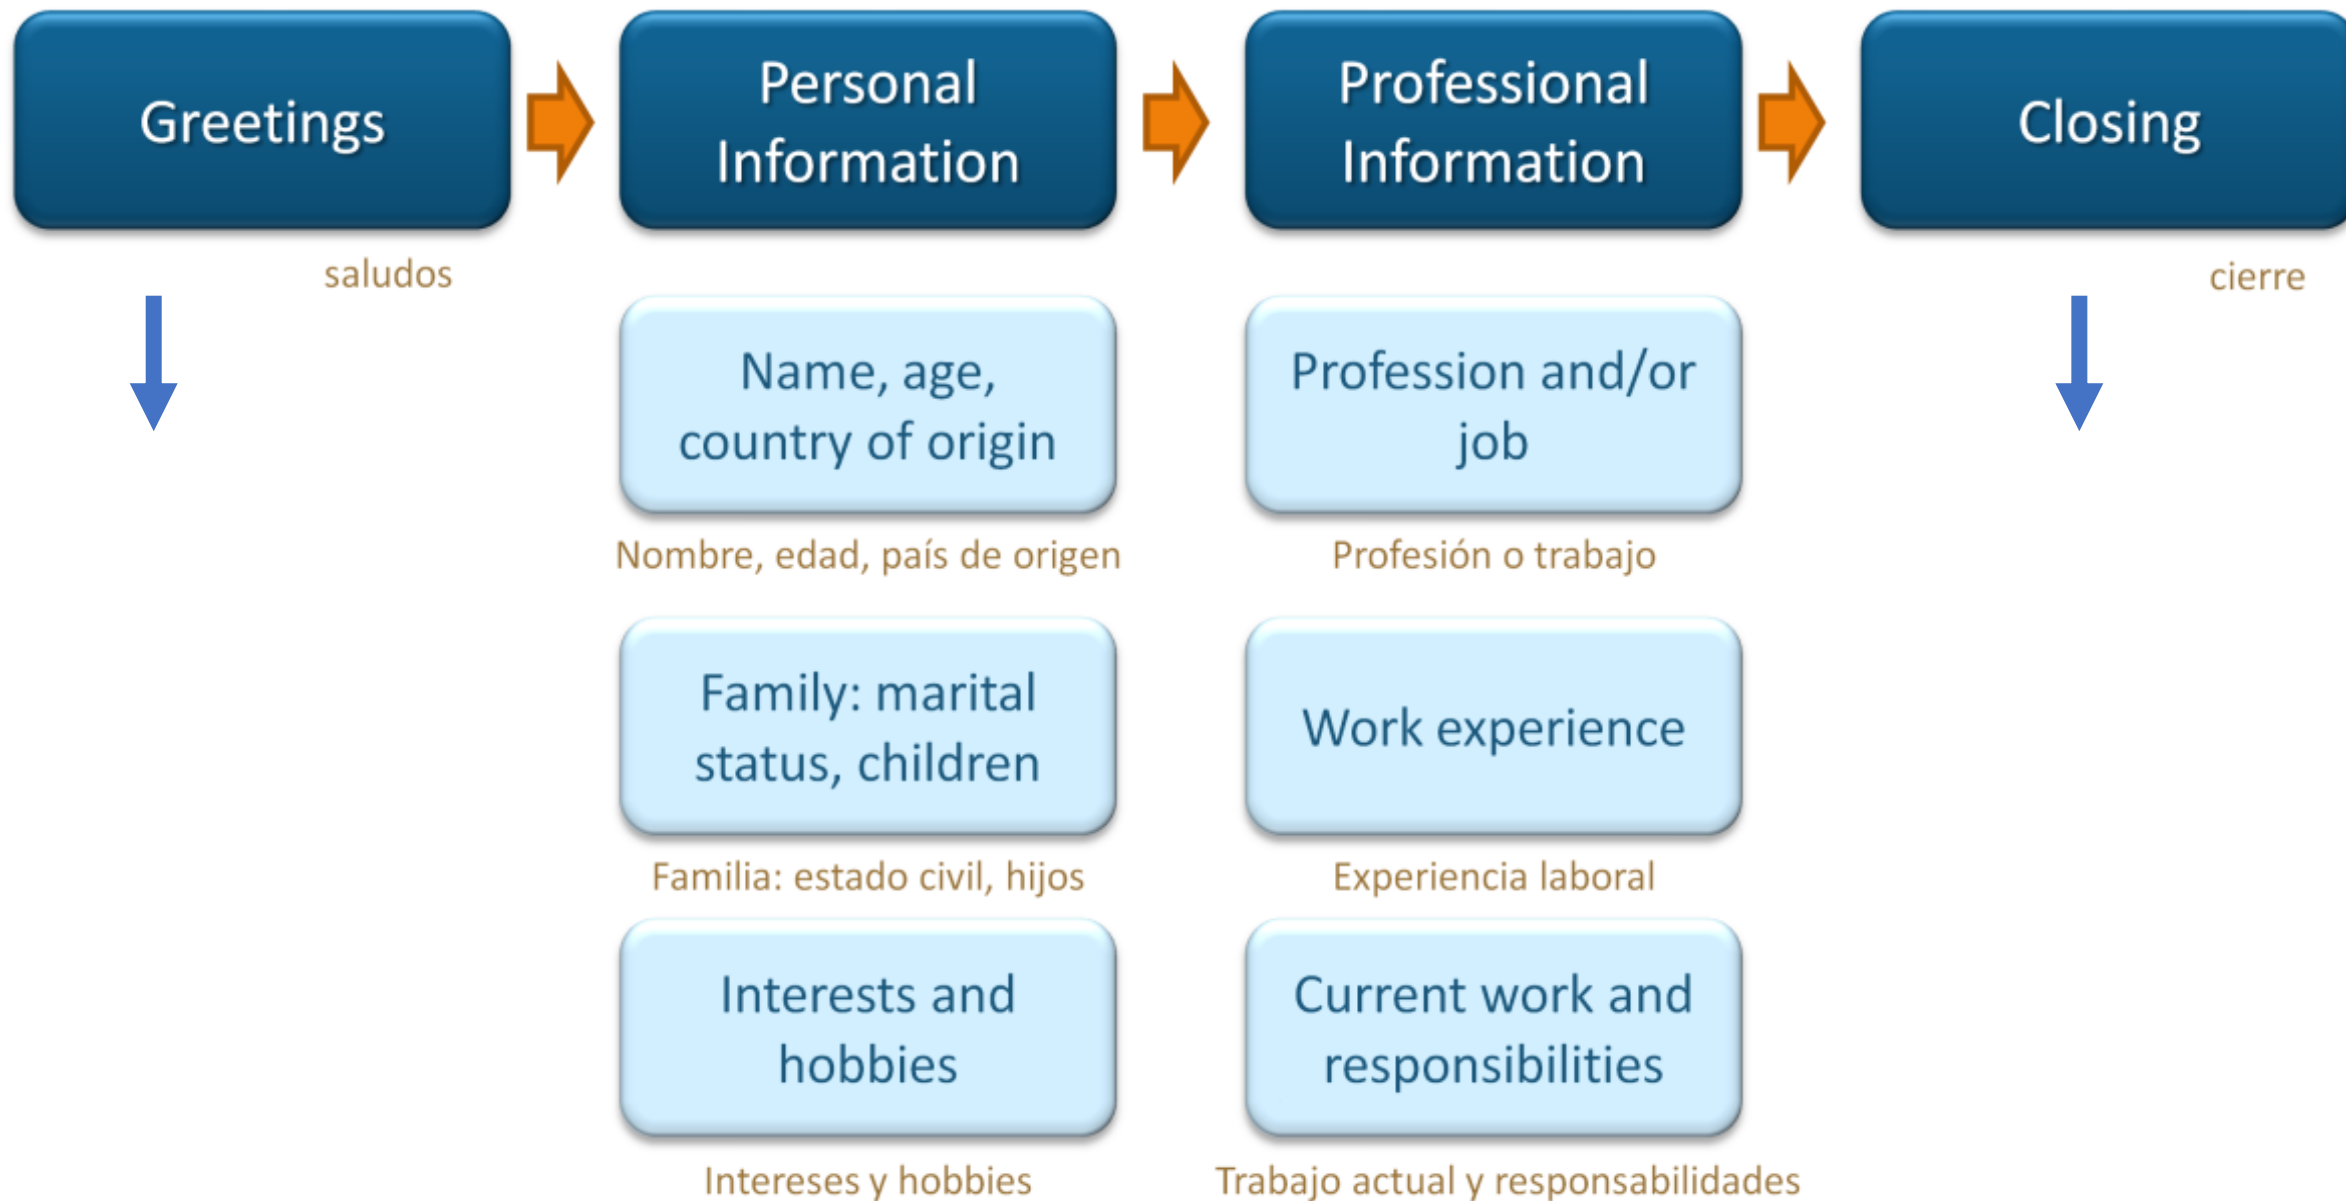 Greetings
saludos
Personal
Information
Name, age,
country of origin
Nombre, edad, país de origen
Family: marital
status, children
Familia: estado civil, hijos
Interests and
hobbies
Intereses y hobbies
Professional
Information
Profession and/or
job
Profesión o trabajo
Work experience
Experiencia laboral
Current work and
responsibilities
Trabajo actual y responsabilidades
Closing
cierre